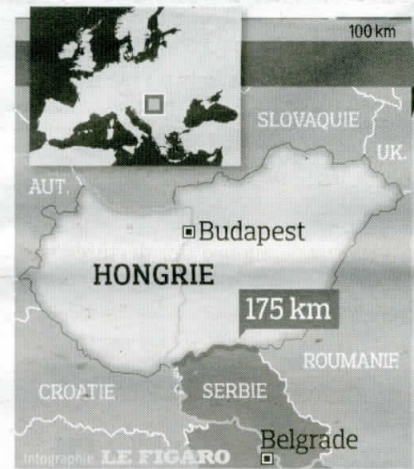 100 km
SLOVAQUIE
UK.
AUT.
Budapest
HONGRIE
175 km
ROUMANIE
CROATIE
SERBIE
Belgrade
Infographie LE FIGARO